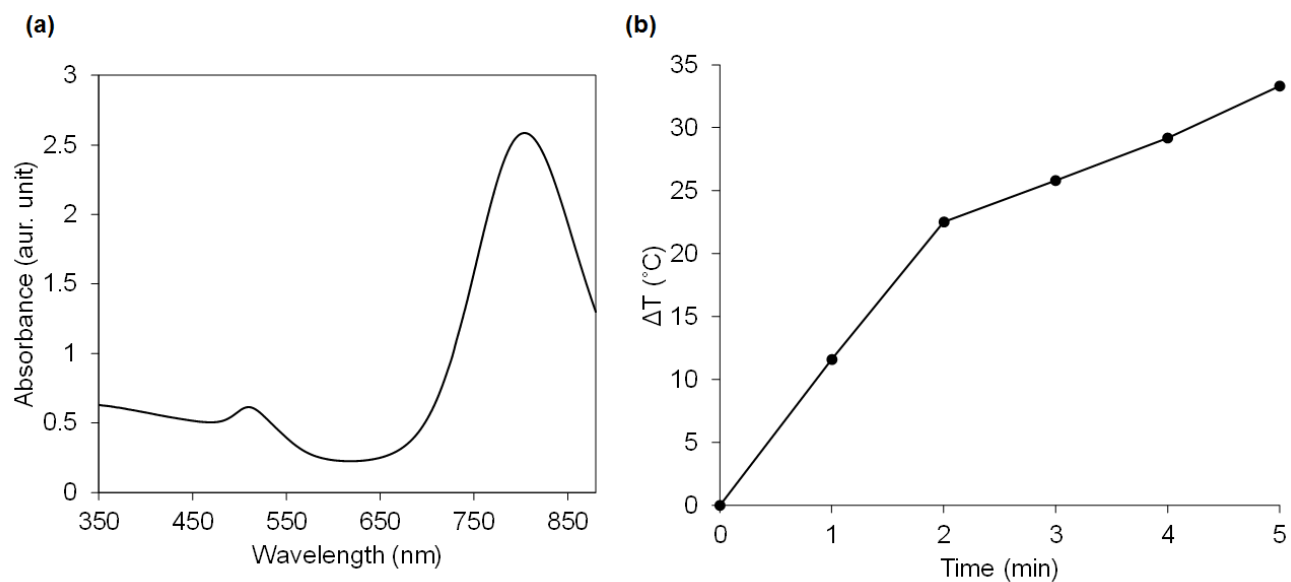 (a)
Absorbance (aur. unit)
3
2.5
2
1.5
1
0.5
0
350 450 550 650 750 850
Wavelength (nm)
(b)
ΔT (˚C)
35
30
25
20
15
10
5
0
0 1 2 3 4 5
Time (min)